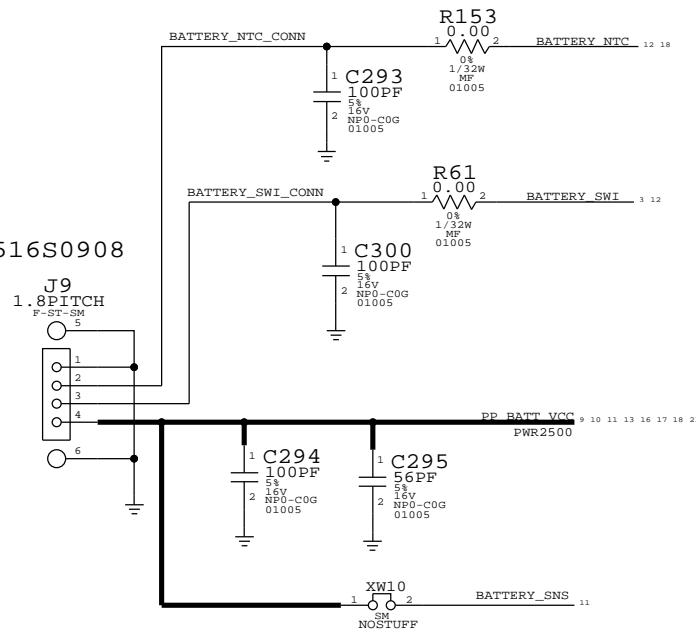 R153
BATTERY_NTC_CONN
1
0.00
2
BATTERY_NTC
12 18
0%
1/32W
MF
01005
1
C293
100PF
5%
16V
2
NP0-C0G
01005
R61
BATTERY_SWI_CONN
1
0.00
2
BATTERY_SWI
3 12
0%
1/32W
MF
01005
516S0908
1
C300
100PF
5%
16V
2
NP0-C0G
01005
J9
1.8PITCH
F-ST-SM
5
1
2
3
4
6
PP_BATT_VCC
9 10 11 13 16 17 18
PWR2500
1
C294
100PF
5%
16V
2
NP0-C0G
01005
1
C295
56PF
5%
16V
2
NP0-C0G
01005
XW10
1
2
BATTERY_SNS
11
SM
NOSTUFF